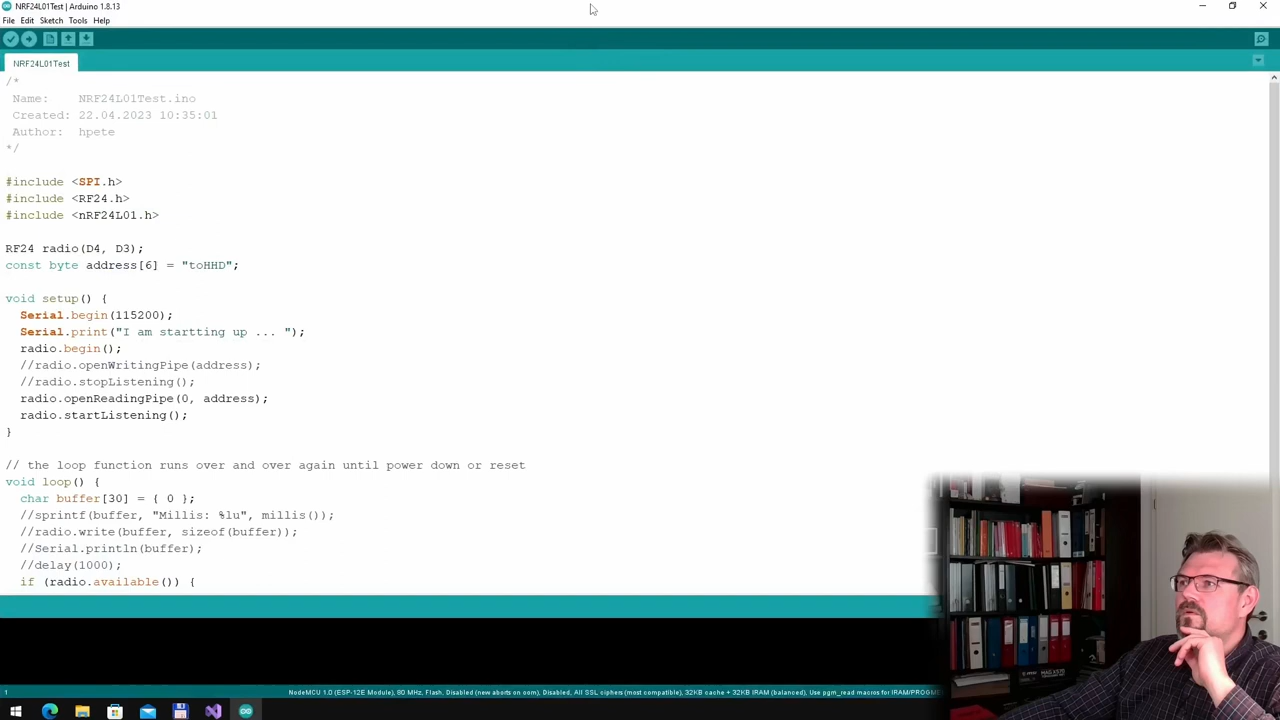 NRF24L01Test | Arduino 1.8.13
File Edit Sketch Tools Help
NRF24L01Test
/*
Name: NRF24L01Test.ino
Created: 22.04.2023 10:35:01
Author: hpete
*/
#include <SPI.h>
#include <RF24.h>
#include <nRF24L01.h>
RF24 radio(D4, D3);
const byte address[6] = "toHHD";
void setup() {
Serial.begin(115200);
Serial.print("I am startting up ... ");
radio.begin();
//radio.openWritingPipe(address);
//radio.stopListening();
radio.openReadingPipe(0, address);
radio.startListening();
}
// the loop function runs over and over again until power down or reset
void loop() {
char buffer[30] = { 0 };
//sprintf(buffer, "Millis: %lu", millis());
//radio.write(buffer, sizeof(buffer));
//Serial.println(buffer);
//delay(1000);
if (radio.available()) {
1
NodeMCU 1.0 (ESP-12E Module), 80 MHz, Flash, Disabled (new aborts on oom), Disabled, All SSL ciphers (most compatible), 32KB cache + 32KB IRAM (balanced), Use pgm_read macros for IRAM/PROGME